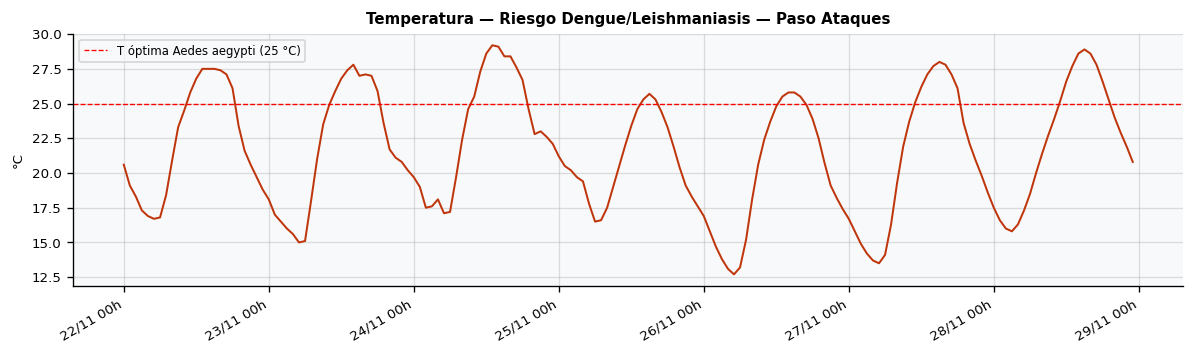 Temperatura — Riesgo Dengue/Leishmaniasis — Paso Ataques
T óptima Aedes aegypti (25 °C)
°C
30.0
27.5
25.0
22.5
20.0
17.5
15.0
12.5
22/11 00h
23/11 00h
24/11 00h
25/11 00h
26/11 00h
27/11 00h
28/11 00h
29/11 00h